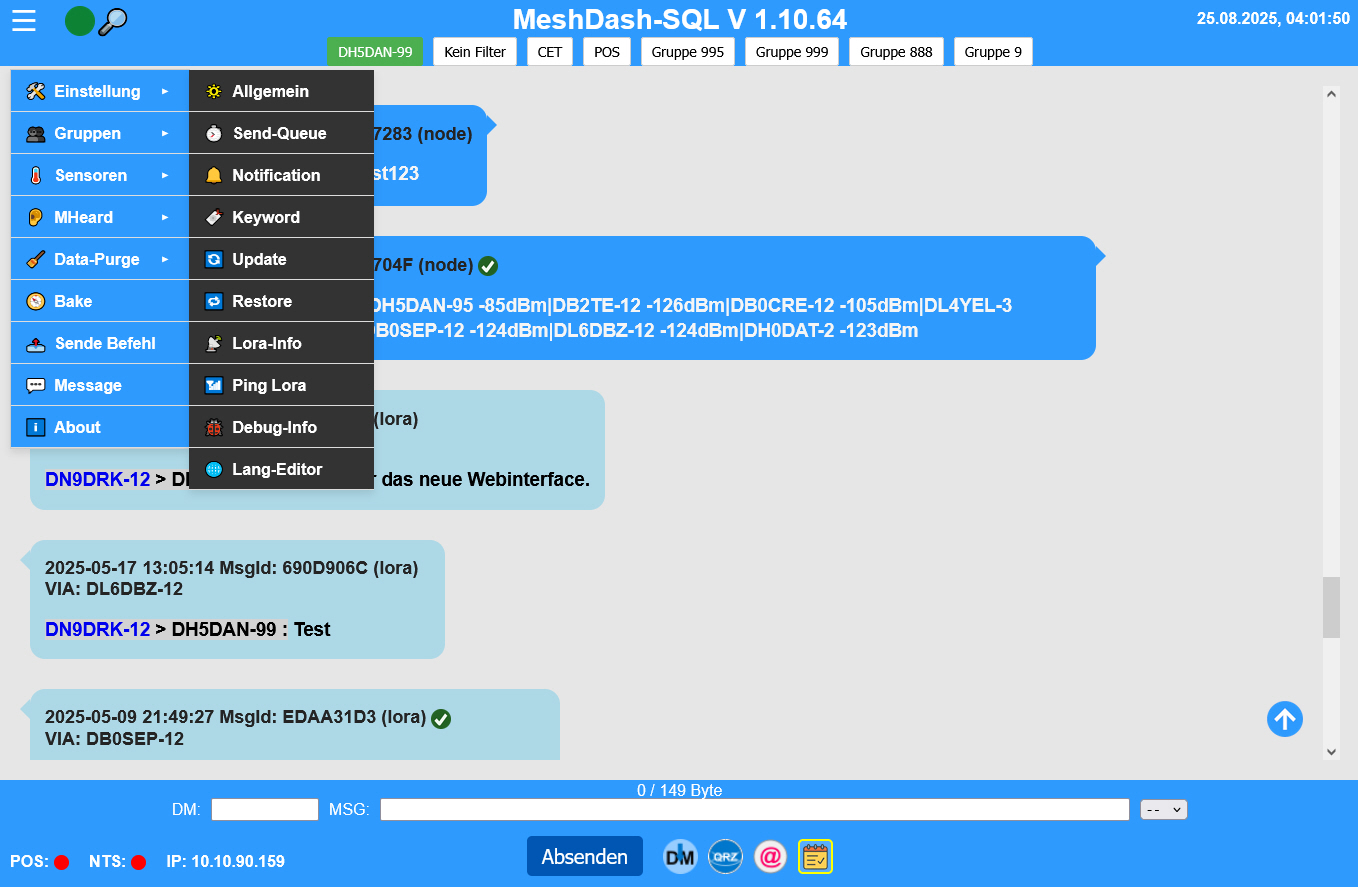 MeshDash-SQL V 1.10.64
25.08.2025, 04:01:50
DH5DAN-99
Kein Filter
CET
POS
Gruppe 995
Gruppe 999
Gruppe 888
Gruppe 9
Einstellung
Gruppen
Sensoren
MHeard
Data-Purge
Bake
Sende Befehl
Message
About
Allgemein
Send-Queue
Notification
Keyword
Update
Restore
Lora-Info
Ping Lora
Debug-Info
Lang-Editor
7283 (node)
st123
704F (node)
DH5DAN-95 -85dBm|DB2TE-12 -126dBm|DB0CRE-12 -105dBm|DL4YEL-3
B0SEP-12 -124dBm|DL6DBZ-12 -124dBm|DH0DAT-2 -123dBm
(lora)
DN9DRK-12 > DH
das neue Webinterface.
2025-05-17 13:05:14 MsgId: 690D906C (lora)
VIA: DL6DBZ-12
DN9DRK-12 > DH5DAN-99 : Test
2025-05-09 21:49:27 MsgId: EDAA31D3 (lora)
VIA: DB0SEP-12
0 / 149 Byte
DM:
MSG:
--
POS:
NTS:
IP: 10.10.90.159
Absenden
DM
QRZ
@